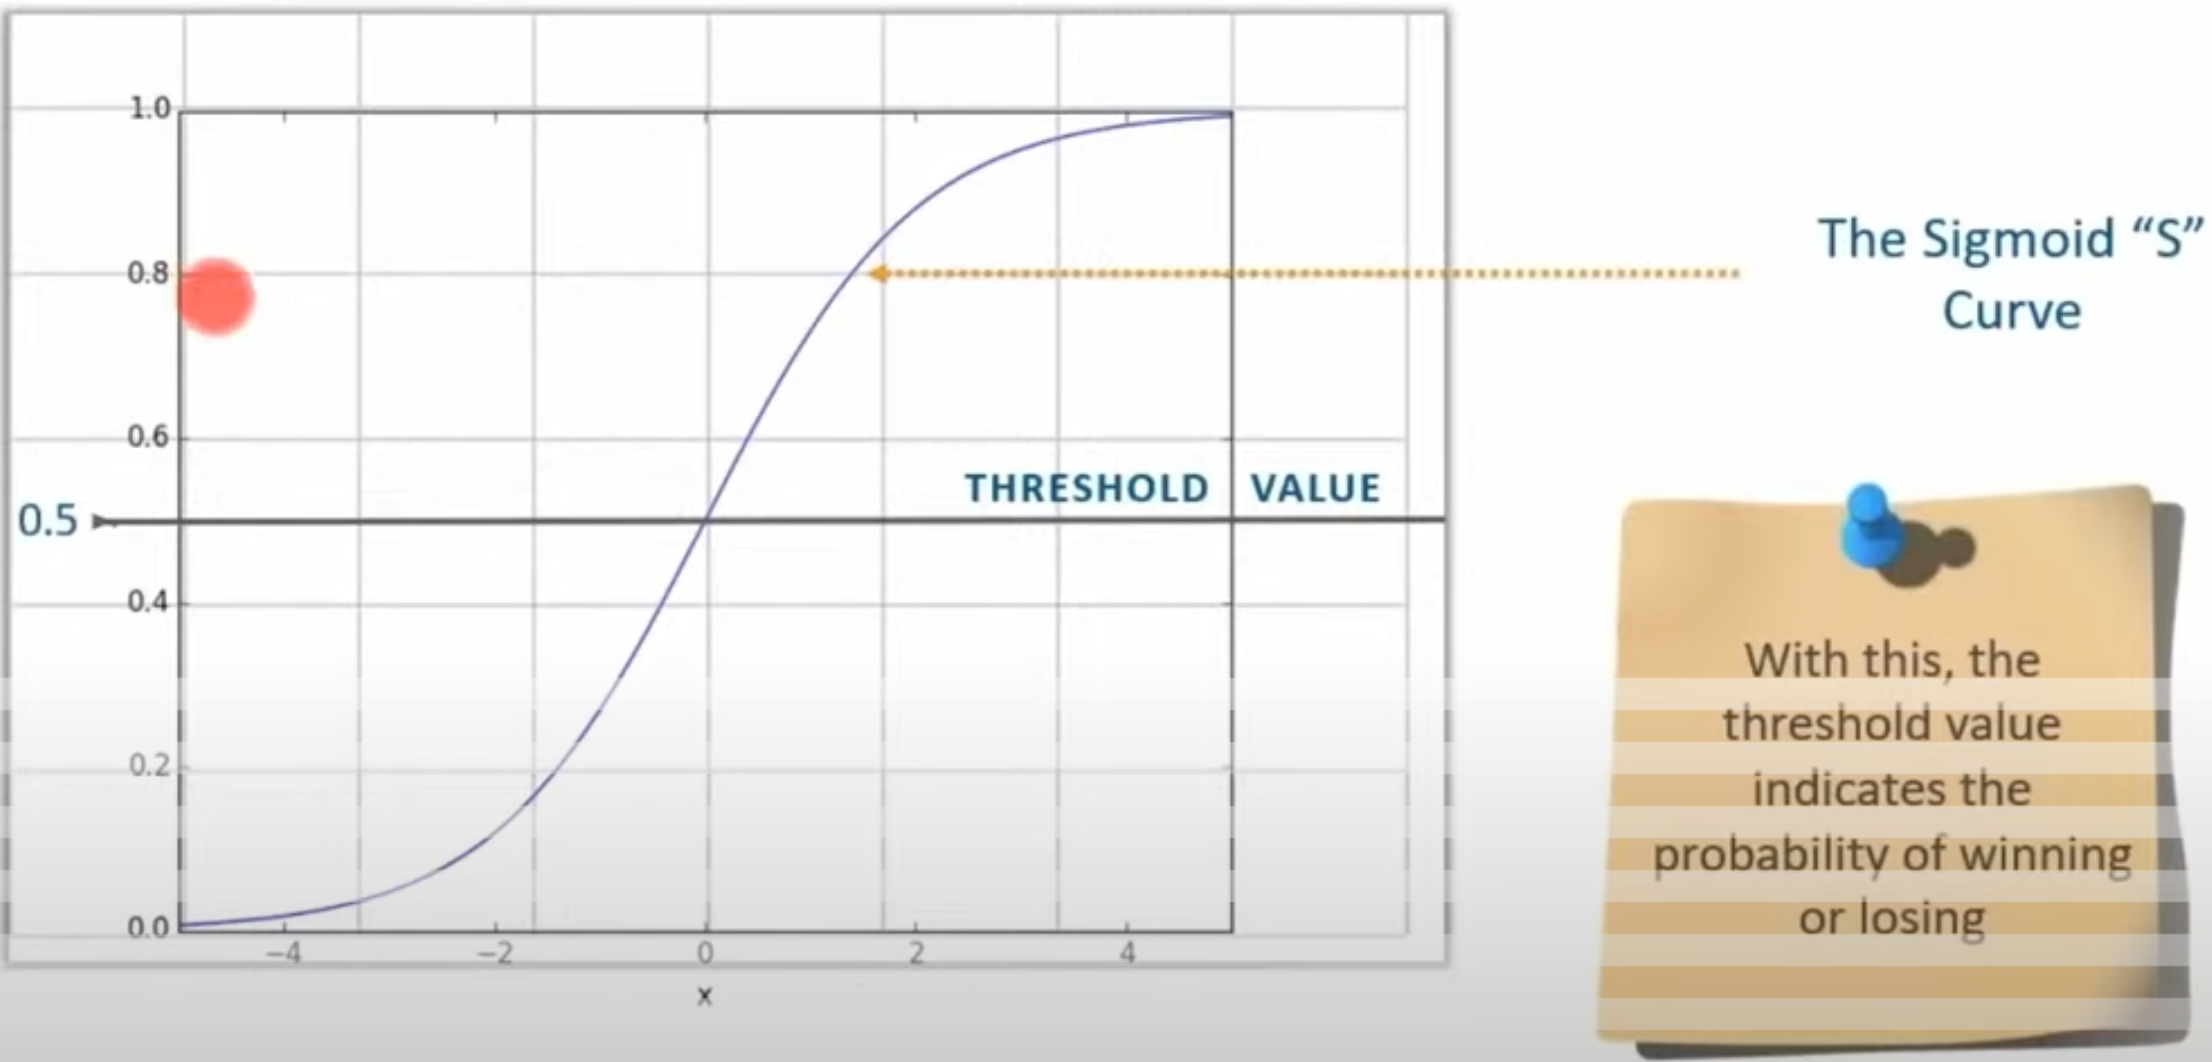 1.0
0.8
0.6
0.5
0.4
0.2
0.0
−4 −2 0 2 4
x
THRESHOLD VALUE
The Sigmoid “S”
Curve
With this, the
threshold value
indicates the
probability of winning
or losing